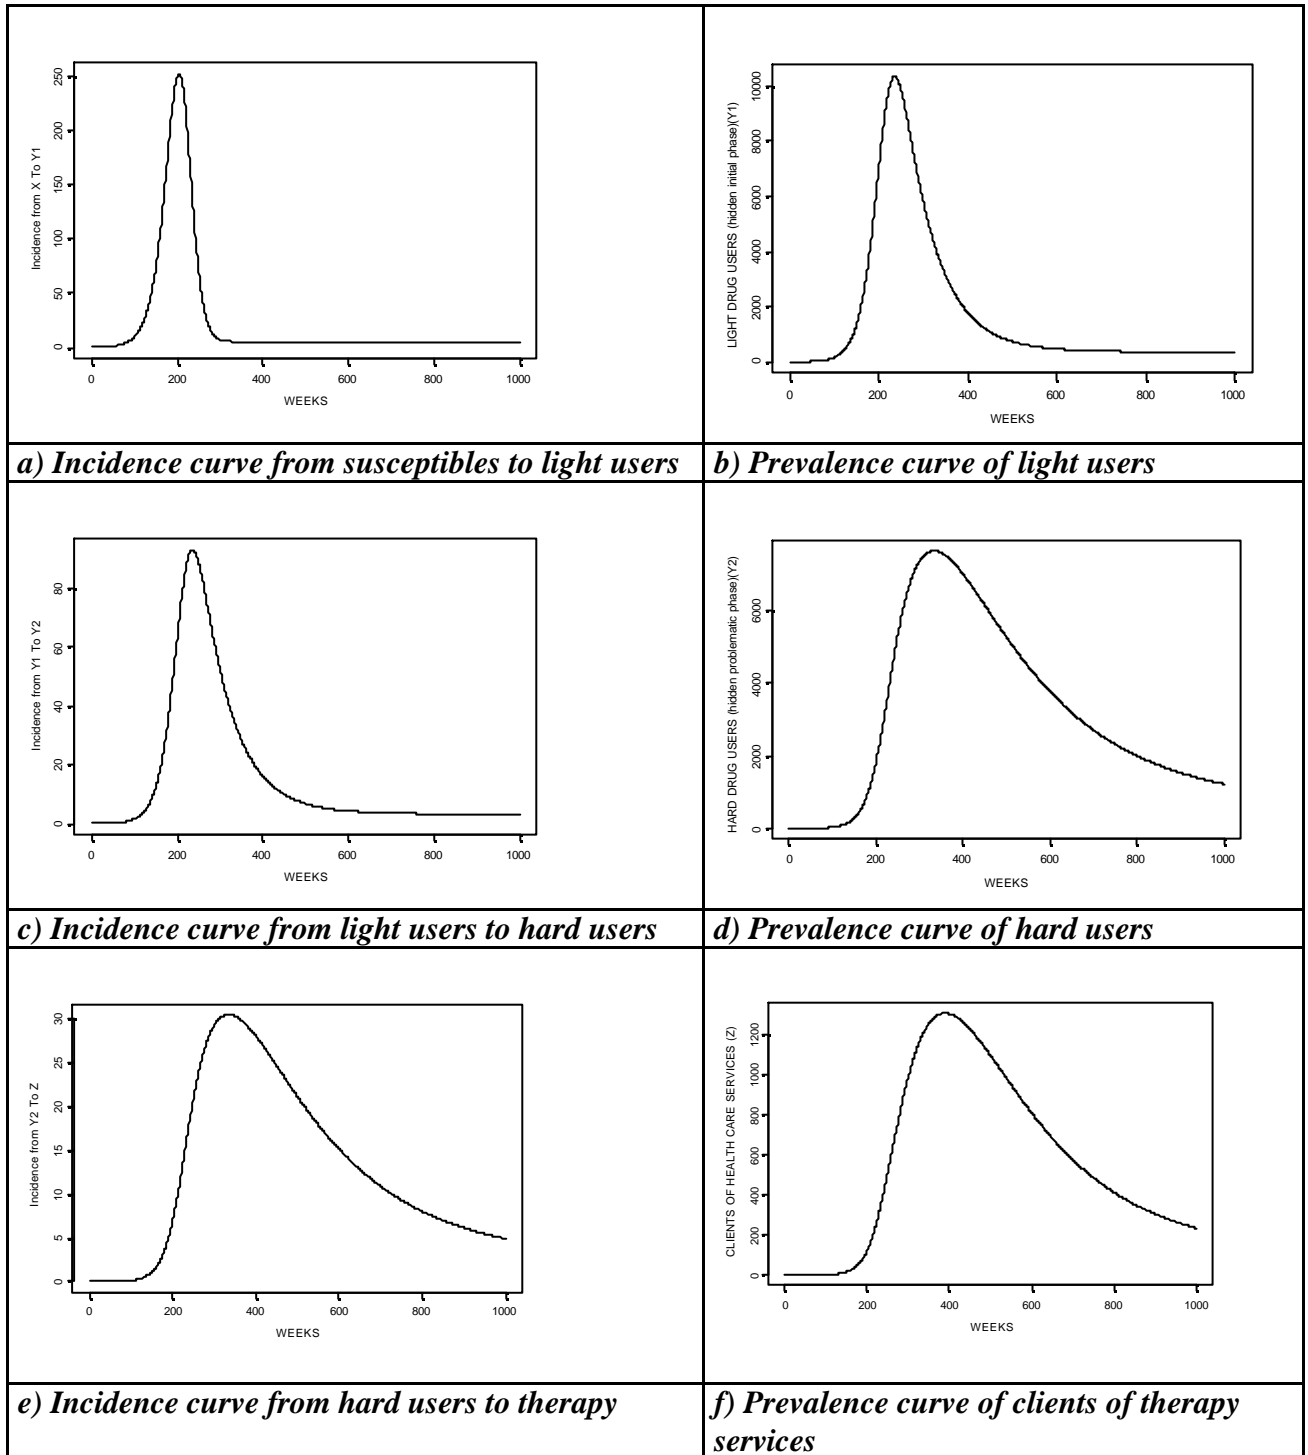 Incidence from X To Y1
250
200
150
100
50
0
0 200 400 600 800 1000
WEEKS
LIGHT DRUG USERS (hidden initial phase)(Y1)
10000
8000
6000
4000
2000
0
0 200 400 600 800 1000
WEEKS
a) Incidence curve from susceptibles to light users
b) Prevalence curve of light users
Incidence from Y1 To Y2
80
60
40
20
0
0 200 400 600 800 1000
WEEKS
HARD DRUG USERS (hidden problematic phase)(Y2)
6000
4000
2000
0
0 200 400 600 800 1000
WEEKS
c) Incidence curve from light users to hard users
d) Prevalence curve of hard users
Incidence from Y2 To Z
30
25
20
15
10
5
0
0 200 400 600 800 1000
WEEKS
CLIENTS OF HEALTH CARE SERVICES (Z)
1200
1000
800
600
400
200
0
0 200 400 600 800 1000
WEEKS
e) Incidence curve from hard users to therapy
f) Prevalence curve of clients of therapy
services